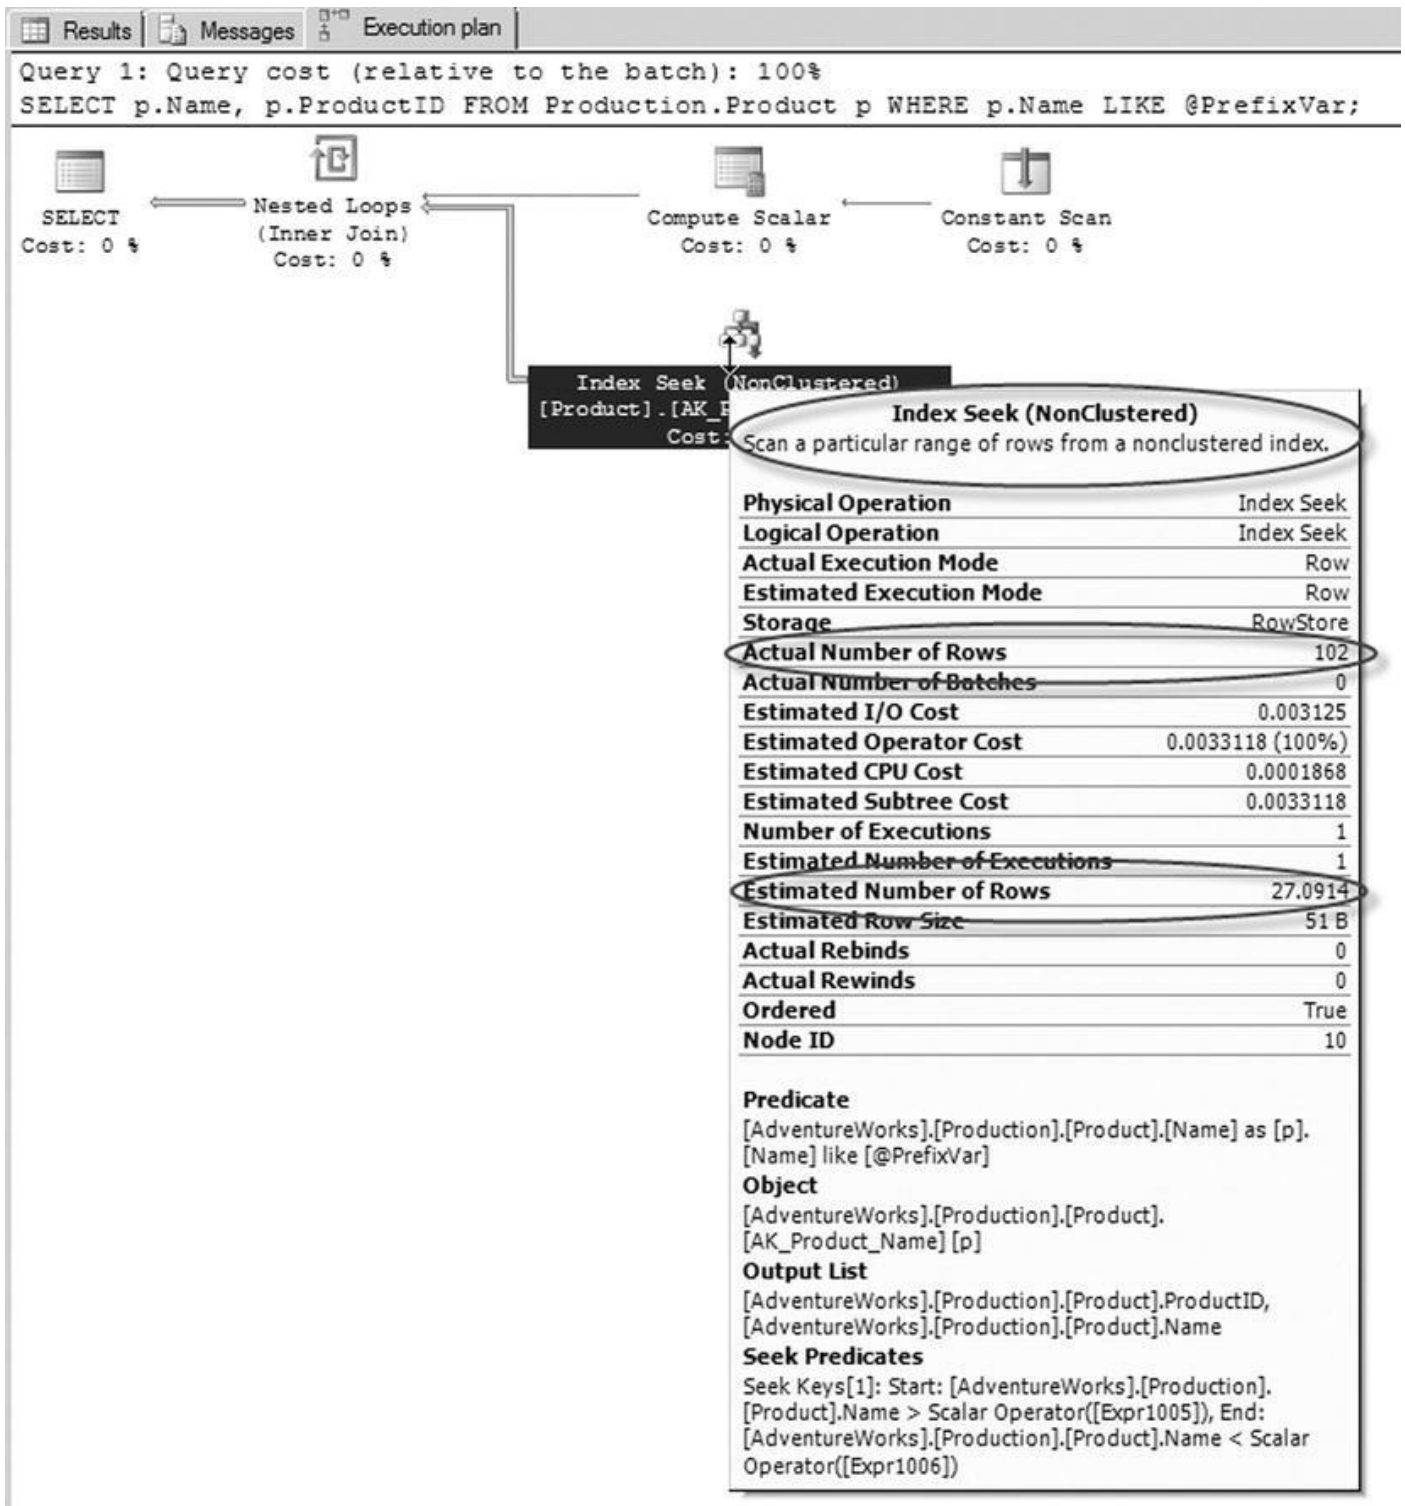 Results Messages Execution plan
Query 1: Query cost (relative to the batch): 100%
SELECT p.Name, p.ProductID FROM Production.Product p WHERE p.Name LIKE @PrefixVar;
SELECT
Cost: 0 %
Nested Loops
(Inner Join)
Cost: 0 %
Compute Scalar
Cost: 0 %
Constant Scan
Cost: 0 %
Index Seek (NonClustered)
[Product].[AK_
Cost:
Index Seek (NonClustered)
Scan a particular range of rows from a nonclustered index.
Physical Operation Index Seek
Logical Operation Index Seek
Actual Execution Mode Row
Estimated Execution Mode Row
Storage RowStore
Actual Number of Rows 102
Actual Number of Batches 0
Estimated I/O Cost 0.003125
Estimated Operator Cost 0.0033118 (100%)
Estimated CPU Cost 0.0001868
Estimated Subtree Cost 0.0033118
Number of Executions 1
Estimated Number of Executions 1
Estimated Number of Rows 27.0914
Estimated Row Size 51 B
Actual Rebinds 0
Actual Rewinds 0
Ordered True
Node ID 10
Predicate
[AdventureWorks].[Production].[Product].[Name] as [p].
[Name] like [@PrefixVar]
Object
[AdventureWorks].[Production].[Product].
[AK_Product_Name] [p]
Output List
[AdventureWorks].[Production].[Product].ProductID,
[AdventureWorks].[Production].[Product].Name
Seek Predicates
Seek Keys[1]: Start: [AdventureWorks].[Production].
[Product].Name > Scalar Operator([Expr1005]), End:
[AdventureWorks].[Production].[Product].Name < Scalar
Operator([Expr1006])